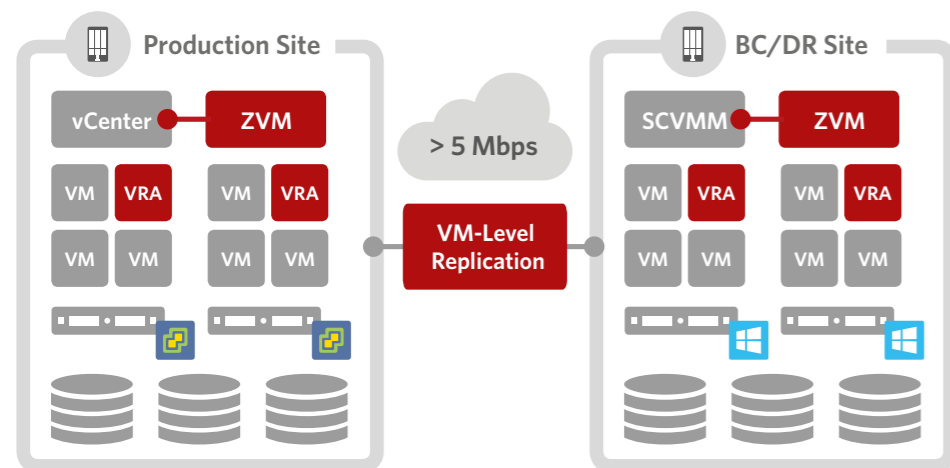 Production Site
BC/DR Site
vCenter
ZVM
> 5 Mbps
SCVMM
ZVM
VM
VRA
VM
VRA
VM-Level
Replication
VM
VRA
VM
VRA
VM
VM
VM
VM
VM
VM
VM
VM